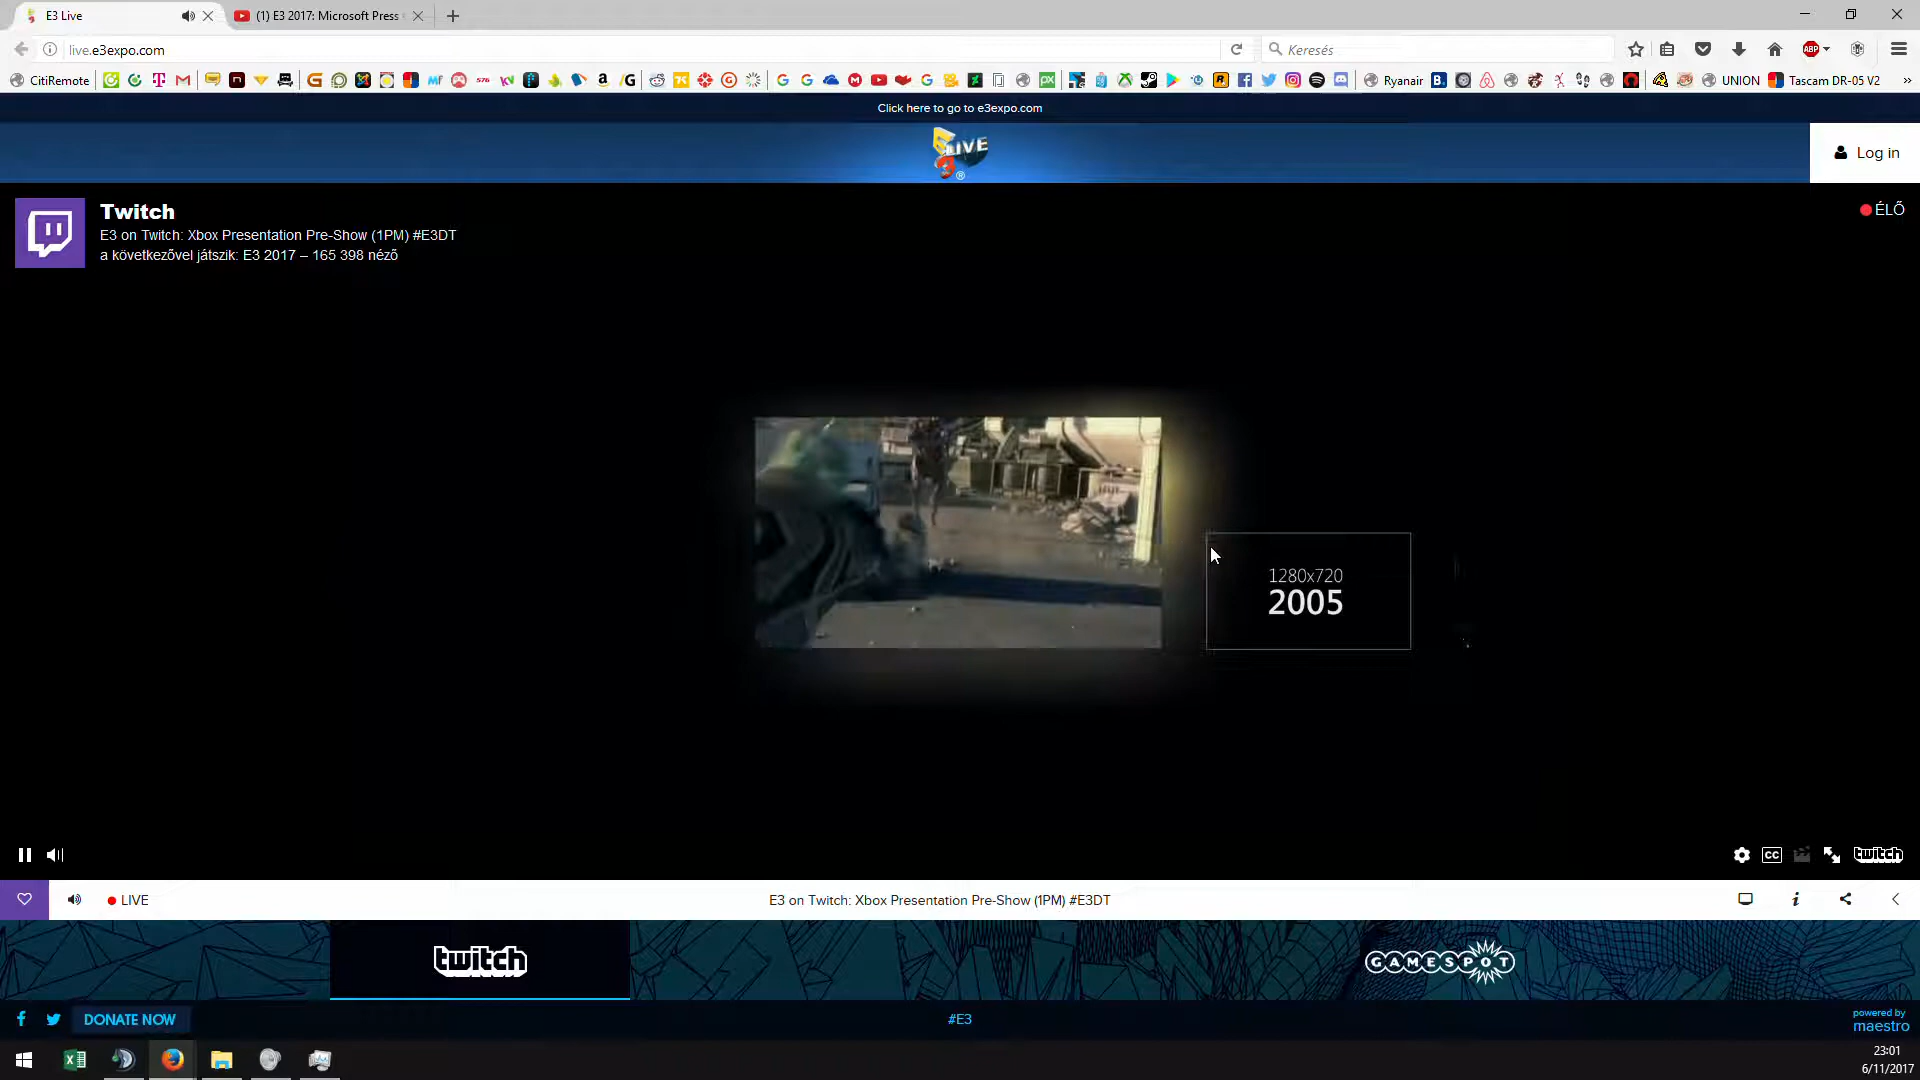 E3 Live
(1) E3 2017: Microsoft Press
live.e3expo.com
Keresés
CitiRemote
Ryanair
UNION
Tascam DR-05 V2
Click here to go to e3expo.com
E3 LIVE
Log in
Twitch
E3 on Twitch: Xbox Presentation Pre-Show (1PM) #E3DT
a következővel játszik: E3 2017 – 165 398 néző
ÉLŐ
1280x720
2005
CC
twitch
LIVE
E3 on Twitch: Xbox Presentation Pre-Show (1PM) #E3DT
twitch
GAMESPOT
DONATE NOW
#E3
powered by
maestro
23:01
6/11/2017